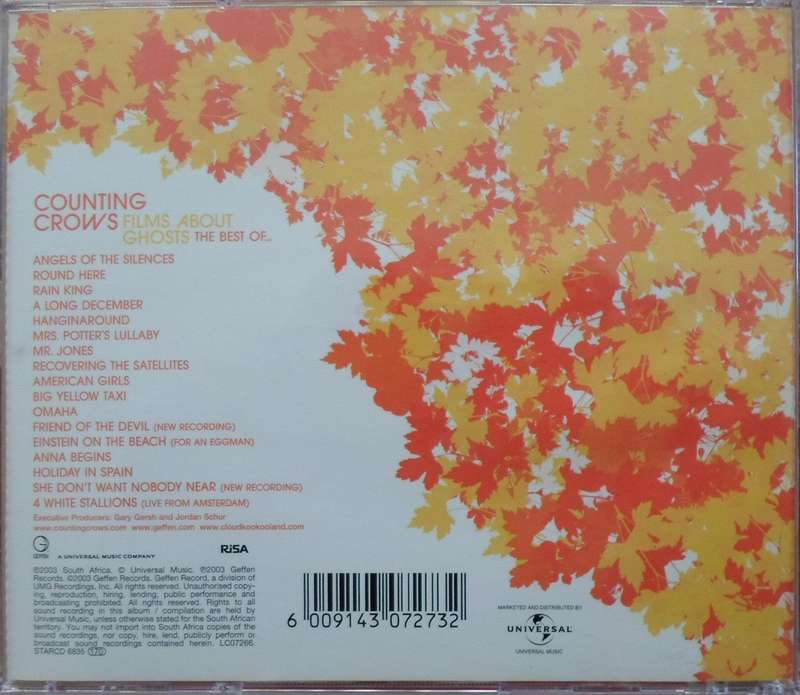 COUNTING
CROWS FILMS ABOUT
GHOSTS THE BEST OF...
ANGELS OF THE SILENCES
ROUND HERE
RAIN KING
A LONG DECEMBER
HANGINAROUND
MRS. POTTER'S LULLABY
MR. JONES
RECOVERING THE SATELLITES
AMERICAN GIRLS
BIG YELLOW TAXI
OMAHA
FRIEND OF THE DEVIL (NEW RECORDING)
EINSTEIN ON THE BEACH (FOR AN EGGMAN)
ANNA BEGINS
HOLIDAY IN SPAIN
SHE DON'T WANT NOBODY NEAR (NEW RECORDING)
4 WHITE STALLIONS (LIVE FROM AMSTERDAM)
Executive Producers: Gary Gersh and Jordan Schur
www.countingcrows.com www.geffen.com www.cloudkookooland.com
GEFFEN A UNIVERSAL MUSIC COMPANY RiSA
℗2003 South Africa. © Universal Music. ℗2003 Geffen
Records. ©2003 Geffen Records. Geffen Record, a division of
UMG Recordings, Inc. All rights reserved. Unauthorised copy-
ing, reproduction, hiring, lending, public performance and
broadcasting prohibited. All rights reserved. Rights to all
sound recording in this album / compilation are held by
Universal Music, unless otherwise stated for the South African
territory. You may not import into South Africa copies of the
sound recordings, nor copy, hire, lend, publicly perform or
broadcast sound recordings contained herein. LC07266.
STARCD 6835 170
6 009143 072732
MARKETED AND DISTRIBUTED BY
UNIVERSAL
UNIVERSAL MUSIC